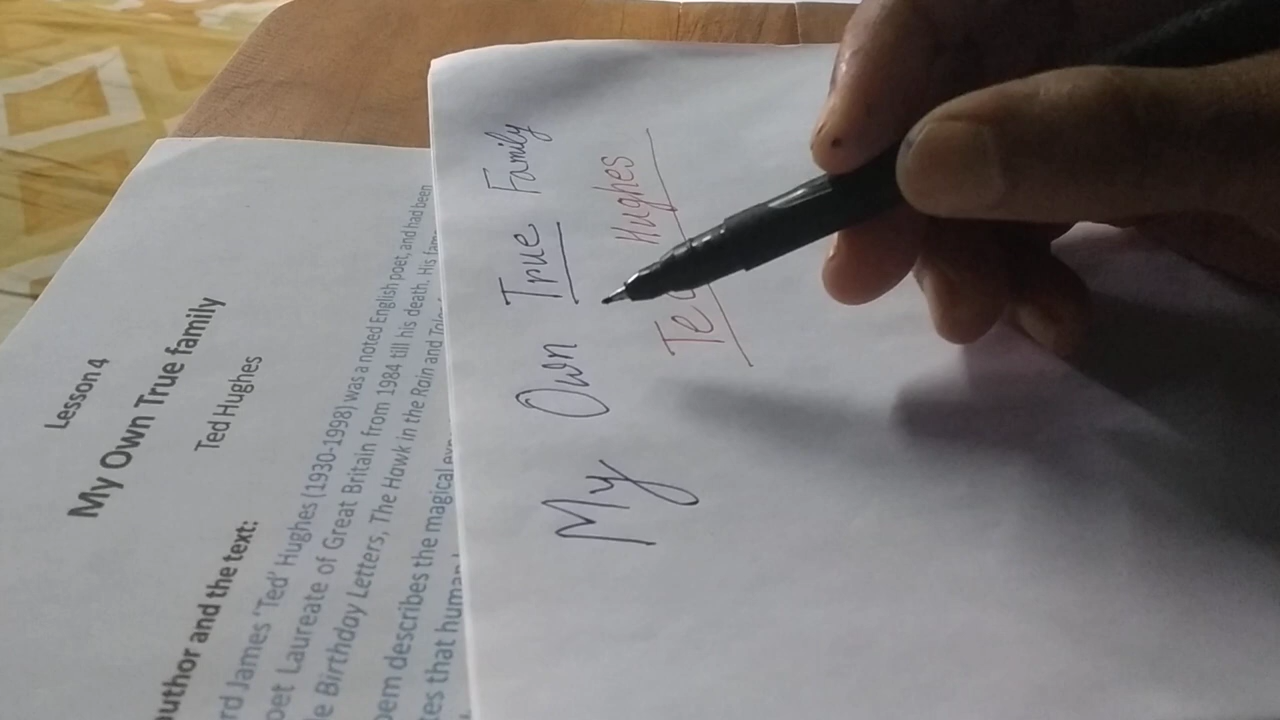 Lesson 4
My Own True family
Ted Hughes
author and the text:
rd James 'Ted' Hughes (1930-1998) was a noted English poet, and had been
oet Laureate of Great Britain from 1984 till his death. His
e Birthday Letters, The Hawk in the Rain and
oem describes the magical
tes that human
My Own True Family
Ted Hughes